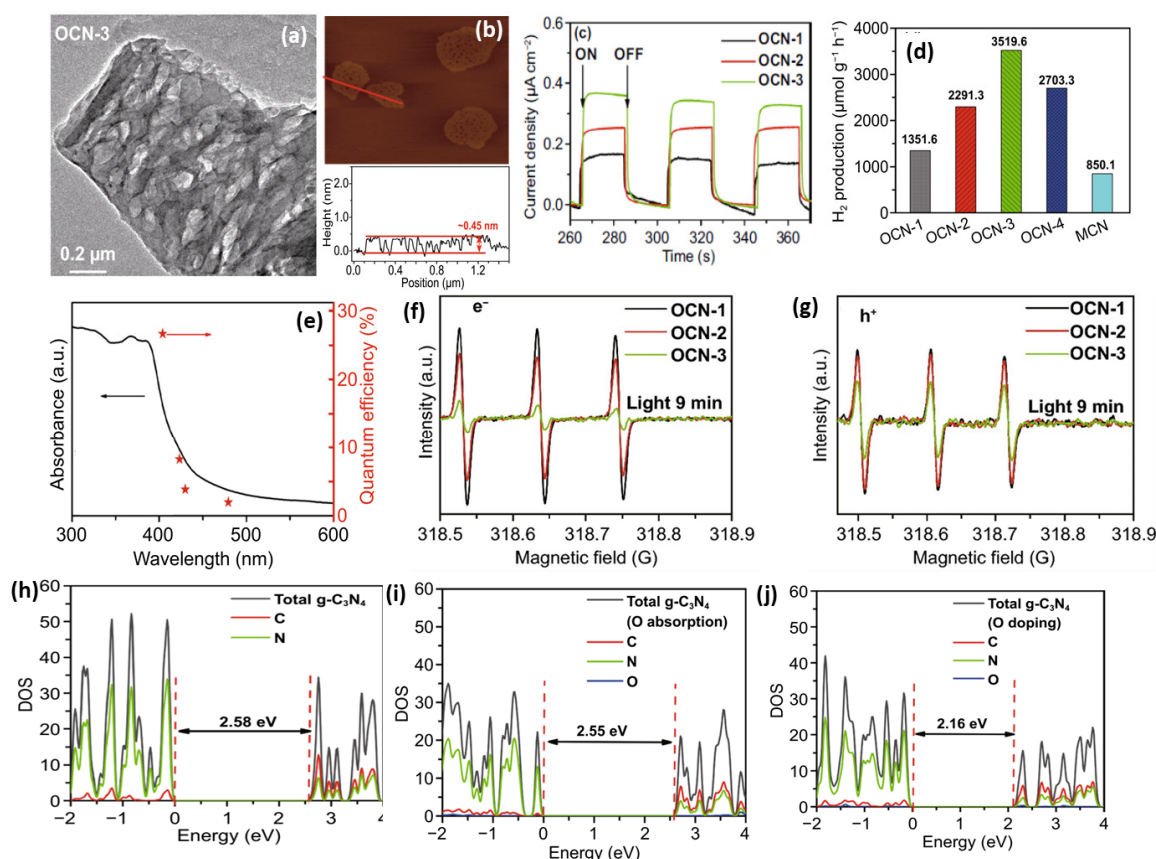 OCN-3
(a)
0.2 µm
(b)
Height (nm)
2.0
1.0
0.0
~0.45 nm
0.0 0.4 0.8 1.2
Position (µm)
(c)
OCN-1
OCN-2
OCN-3
ON OFF
Current density (µA cm⁻²)
0.6
0.4
0.2
0.0
260 280 300 320 340 360
Time (s)
(d)
H₂ production (µmol g⁻¹ h⁻¹)
4000
3000
2000
1000
0
1351.6
2291.3
3519.6
2703.3
850.1
OCN-1 OCN-2 OCN-3 OCN-4 MCN
(e)
Absorbance (a.u.)
Quantum efficiency (%)
30
25
20
15
10
5
0
300 400 500 600
Wavelength (nm)
(f)
e⁻
OCN-1
OCN-2
OCN-3
Light 9 min
Intensity (a.u.)
318.5 318.6 318.7 318.8 318.9
Magnetic field (G)
(g)
h⁺
OCN-1
OCN-2
OCN-3
Light 9 min
Intensity (a.u.)
318.5 318.6 318.7 318.8 318.9
Magnetic field (G)
(h)
Total g-C₃N₄
C
N
DOS
60
50
40
30
20
10
0
2.58 eV
−2 −1 0 1 2 3 4
Energy (eV)
(i)
Total g-C₃N₄
(O absorption)
C
N
O
DOS
60
50
40
30
20
10
0
2.55 eV
−2 −1 0 1 2 3 4
Energy (eV)
(j)
Total g-C₃N₄
(O doping)
C
N
O
DOS
60
50
40
30
20
10
0
2.16 eV
−2 −1 0 1 2 3 4
Energy (eV)